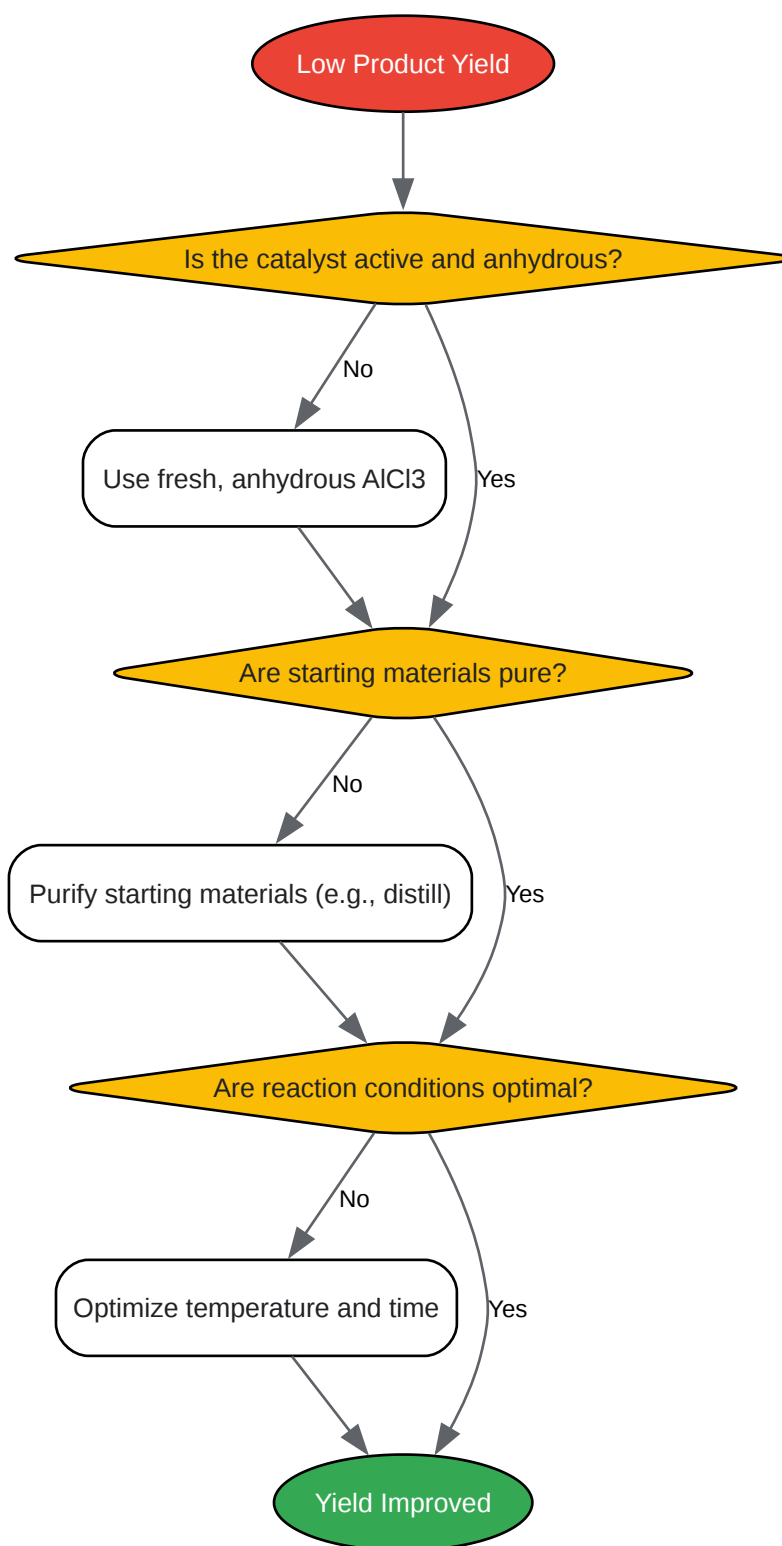 Low Product Yield
Is the catalyst active and anhydrous?
No
Use fresh, anhydrous AlCl3
Yes
Are starting materials pure?
No
Purify starting materials (e.g., distill)
Yes
Are reaction conditions optimal?
No
Optimize temperature and time
Yes
Yield Improved